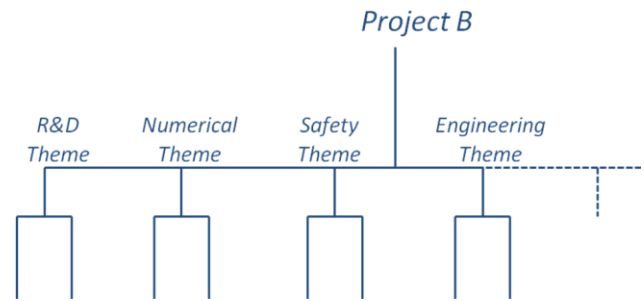 Project B
R&D
Theme
Numerical
Theme
Safety
Theme
Engineering
Theme